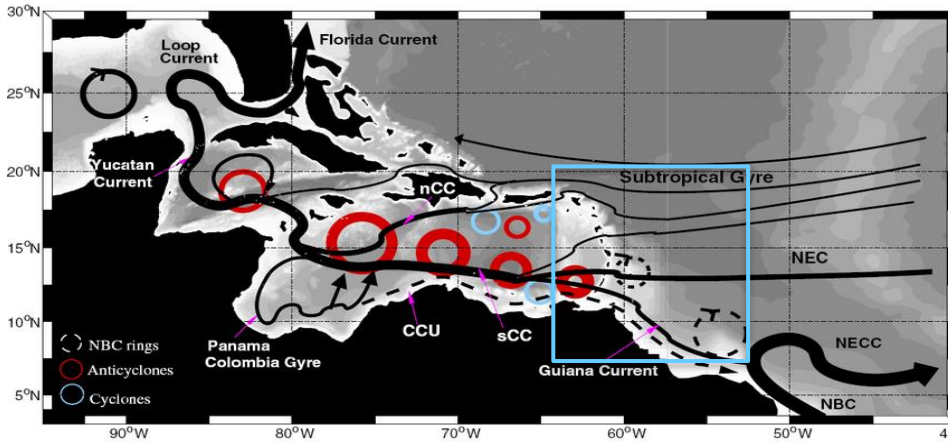 30°N
Loop
Current
Florida Current
25°N
Yucatan
Current
20°N
nCC
Subtropical Gyre
15°N
NEC
10°N
Panama
Colombia Gyre
CCU
sCC
Guiana Current
NECC
NBC
NBC rings
Anticyclones
Cyclones
5°N
90°W
80°W
70°W
60°W
50°W
4